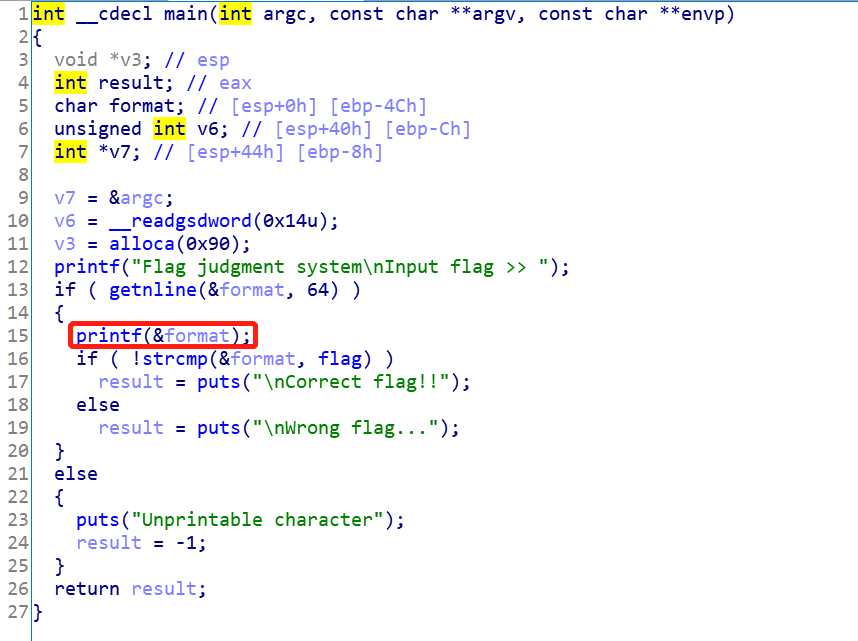 1 int __cdecl main(int argc, const char **argv, const char **envp)
2 {
3   void *v3; // esp
4   int result; // eax
5   char format; // [esp+0h] [ebp-4Ch]
6   unsigned int v6; // [esp+40h] [ebp-Ch]
7   int *v7; // [esp+44h] [ebp-8h]
8
9   v7 = &argc;
10   v6 = __readgsdword(0x14u);
11   v3 = alloca(0x90);
12   printf("Flag judgment system\nInput flag >> ");
13   if ( getnline(&format, 64) )
14   {
15     printf(&format);
16     if ( !strcmp(&format, flag) )
17       result = puts("\nCorrect flag!!");
18     else
19       result = puts("\nWrong flag...");
20   }
21   else
22   {
23     puts("Unprintable character");
24     result = -1;
25   }
26   return result;
27 }